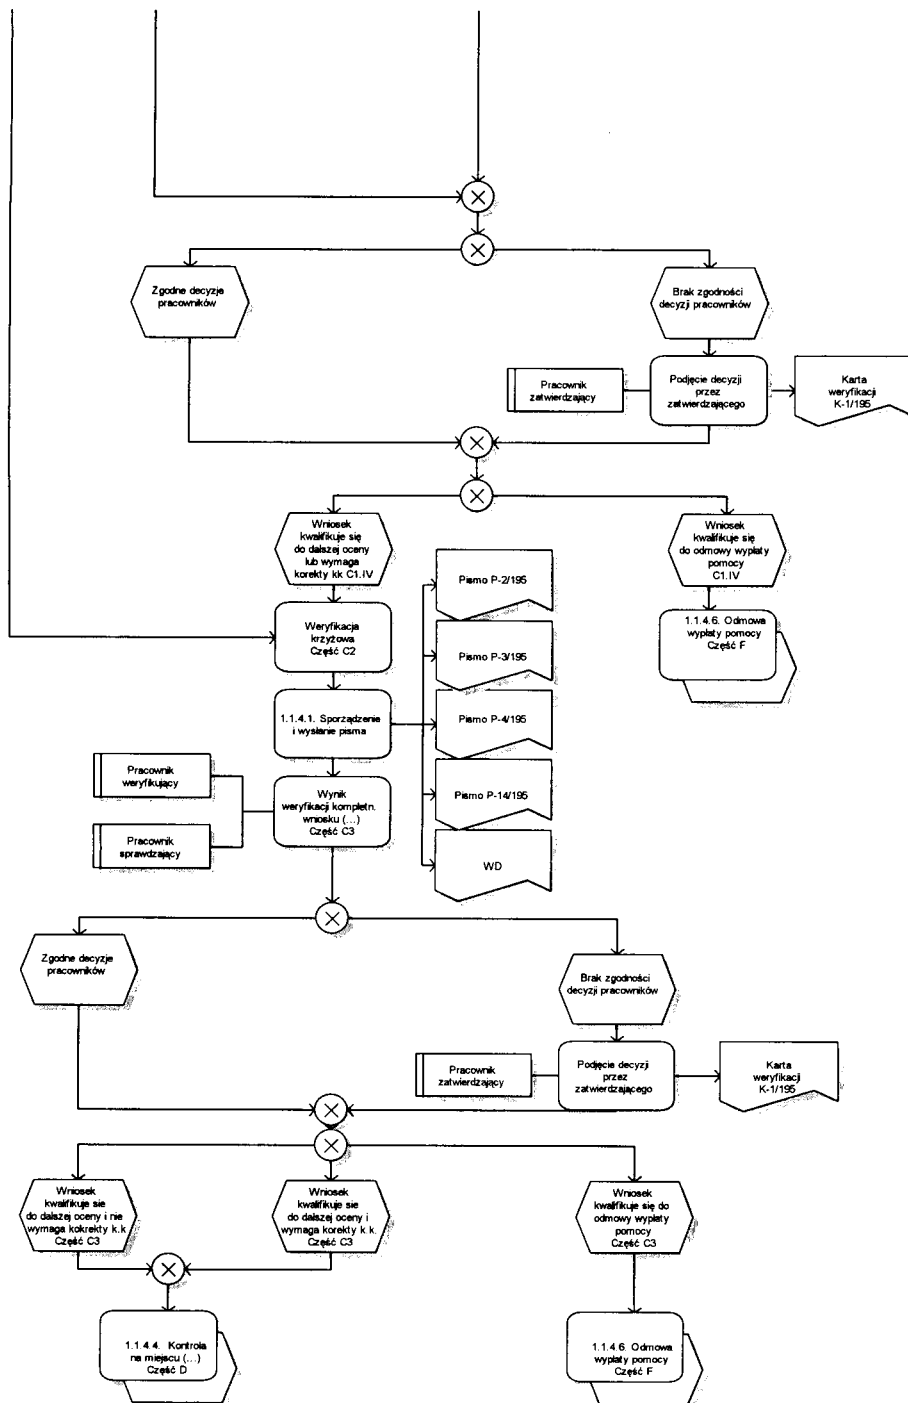 Zgodne decyzje
pracowników
Brak zgodności
decyzji pracowników
Pracownik
zatwierdzający
Podjęcie decyzji
przez
zatwierdzającego
Karta
weryfikacji
K-1/195
Wniosek
kwalifikuje się
do dalszej oceny
lub wymaga
korekty kk C1.IV
Wniosek
kwalifikuje się
do odmowy wypłaty
pomocy
C1.IV
Pismo P-2/195
Weryfikacja
krzyżowa
Część C2
1.1.4.6. Odmowa
wypłaty pomocy
Część F
Pismo P-3/195
1.1.4.1. Sporządzenie
i wysłanie pisma
Pismo P-4/195
Pracownik
weryfikujący
Wynik
weryfikacji kompletn.
wniosku (...)
Część C3
Pismo P-14/195
Pracownik
sprawdzający
WD
Zgodne decyzje
pracowników
Brak zgodności
decyzji pracowników
Pracownik
zatwierdzający
Podjęcie decyzji
przez
zatwierdzającego
Karta
weryfikacji
K-1/195
Wniosek
kwalifikuje sie
do dalszej oceny i nie
wymaga kokrekty k.k
Część C3
Wniosek
kwalifikuje sie
do dalszej oceny i
wymaga korekty k k.
Część C3
Wniosek
kwalifikuje się do
odmowy wypłaty
pomocy
Część C3
1.1.4.4. Kontrola
na miejscu (...)
Część D
1.1.4.6. Odmowa
wypłaty pomocy
Część F